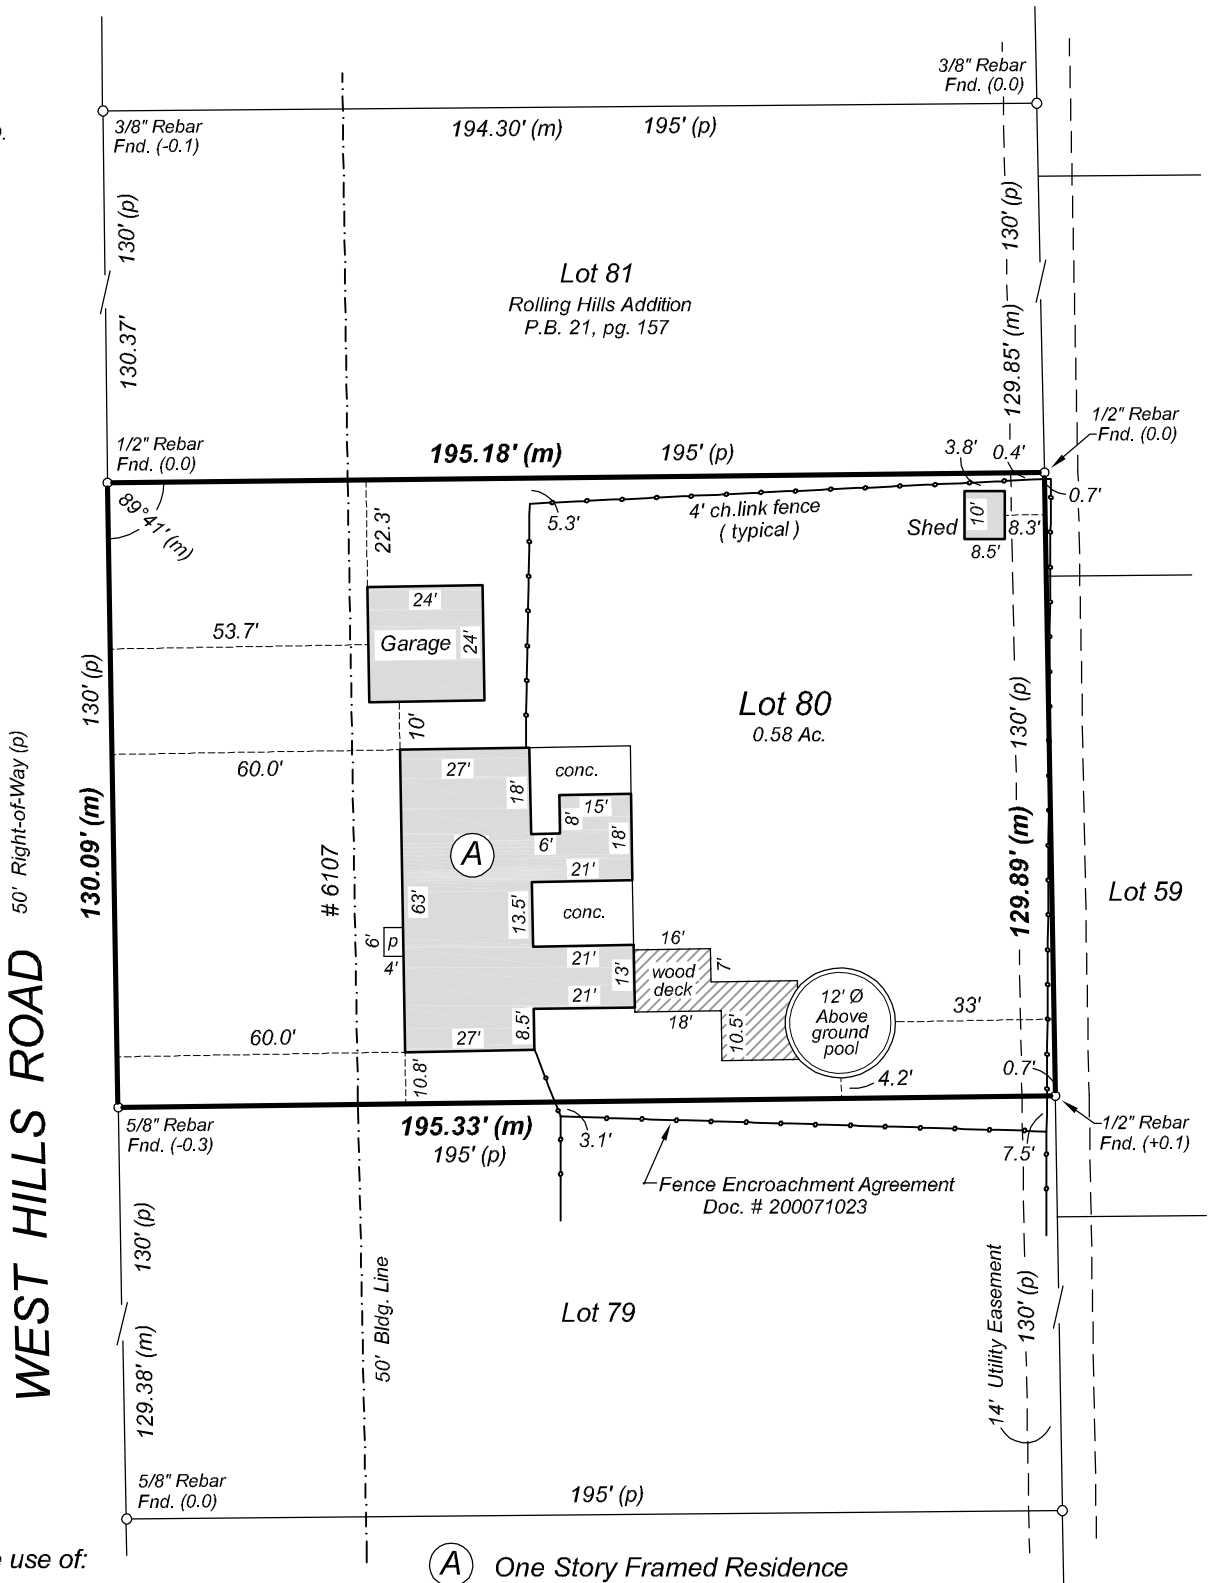 3/8" Rebar
Fnd. (0.0)
3/8" Rebar
Fnd. (-0.1)
194.30' (m)
195' (p)
130' (p)
130' (p)
Lot 81
Rolling Hills Addition
P.B. 21, pg. 157
130.37'
129.85' (m)
1/2" Rebar
Fnd. (0.0)
1/2" Rebar
Fnd. (0.0)
195.18' (m)
195' (p)
3.8'
0.4'
0.7'
89°41' (m)
22.3'
5.3'
4' ch.link fence
( typical )
Shed
10'
8.3'
8.5'
24'
Garage
24'
53.7'
130' (p)
10'
Lot 80
0.58 Ac.
130' (p)
50' Right-of-Way (p)
60.0'
27'
18'
conc.
15'
8'
18'
6'
A
21'
130.09' (m)
# 6107
129.89' (m)
Lot 59
63'
13.5'
conc.
6'
p
4'
21'
13'
21'
16'
wood
deck
7'
18'
10.5'
12' Ø
Above
ground
pool
33'
60.0'
27'
8.5'
10.8'
4.2'
0.7'
WEST HILLS ROAD
5/8" Rebar
Fnd. (-0.3)
195.33' (m)
195' (p)
3.1'
7.5'
1/2" Rebar
Fnd. (+0.1)
Fence Encroachment Agreement
Doc. # 200071023
130' (p)
50' Bldg. Line
Lot 79
14' Utility Easement
130' (p)
129.38' (m)
5/8" Rebar
Fnd. (0.0)
195' (p)
use of:
A One Story Framed Residence